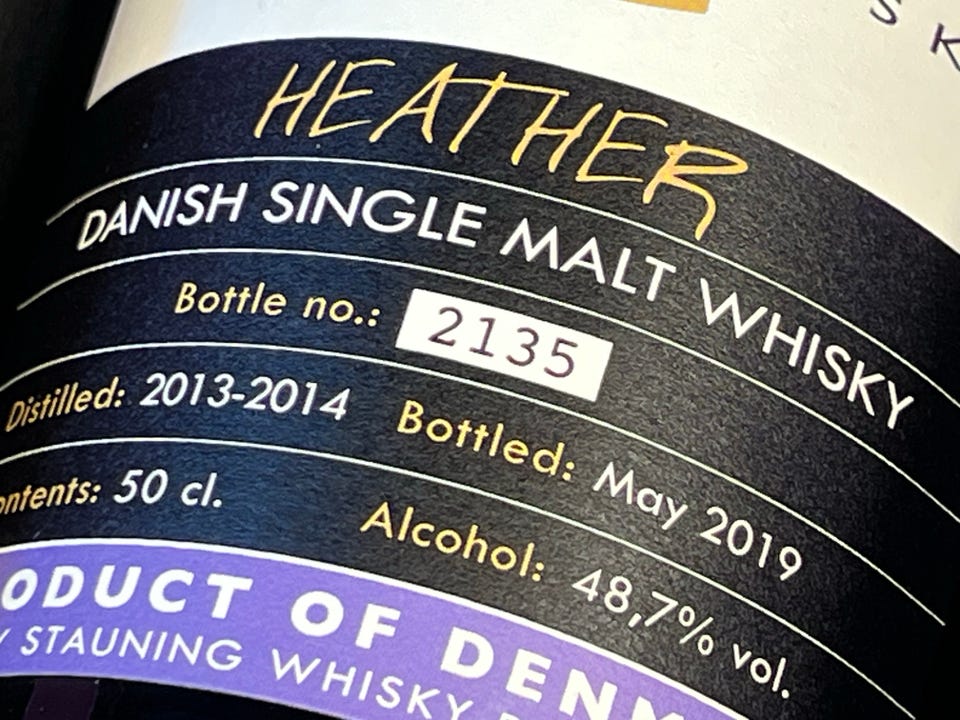 HEATHER
DANISH SINGLE MALT WHISKY
Bottle no.: 2135
Distilled: 2013-2014 Bottled: May 2019
ontents: 50 cl. Alcohol: 48,7% vol.
ODUCT OF DENM
STAUNING WHISKY